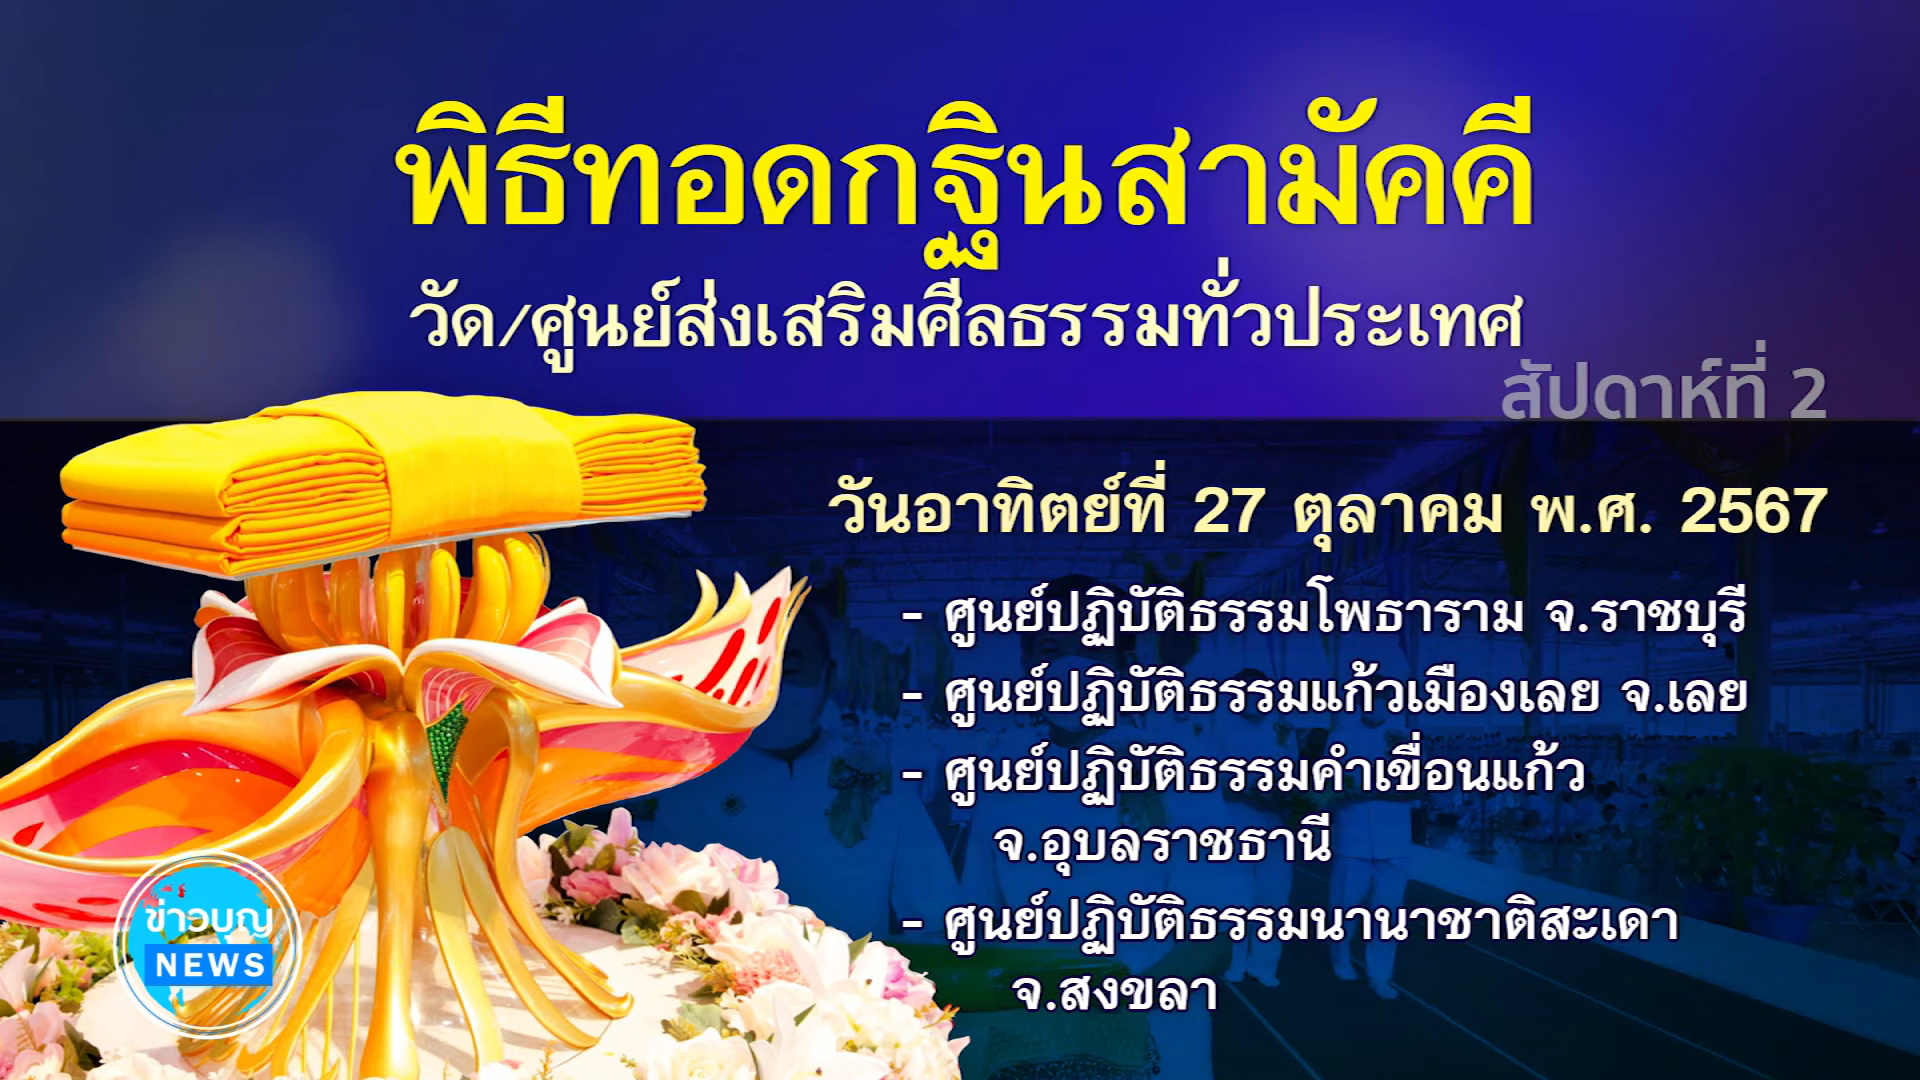 พิธีทอดกฐินสามัคคี
วัด/ศูนย์ส่งเสริมศีลธรรมทั่วประเทศ
สัปดาห์ที่ 2
วันอาทิตย์ที่ 27 ตุลาคม พ.ศ. 2567
- ศูนย์ปฏิบัติธรรมโพธาราม จ.ราชบุรี
- ศูนย์ปฏิบัติธรรมแก้วเมืองเลย จ.เลย
- ศูนย์ปฏิบัติธรรมคำเขื่อนแก้ว
จ.อุบลราชธานี
- ศูนย์ปฏิบัติธรรมนานาชาติสะเดา
จ.สงขลา
ข่าวบุญ
NEWS